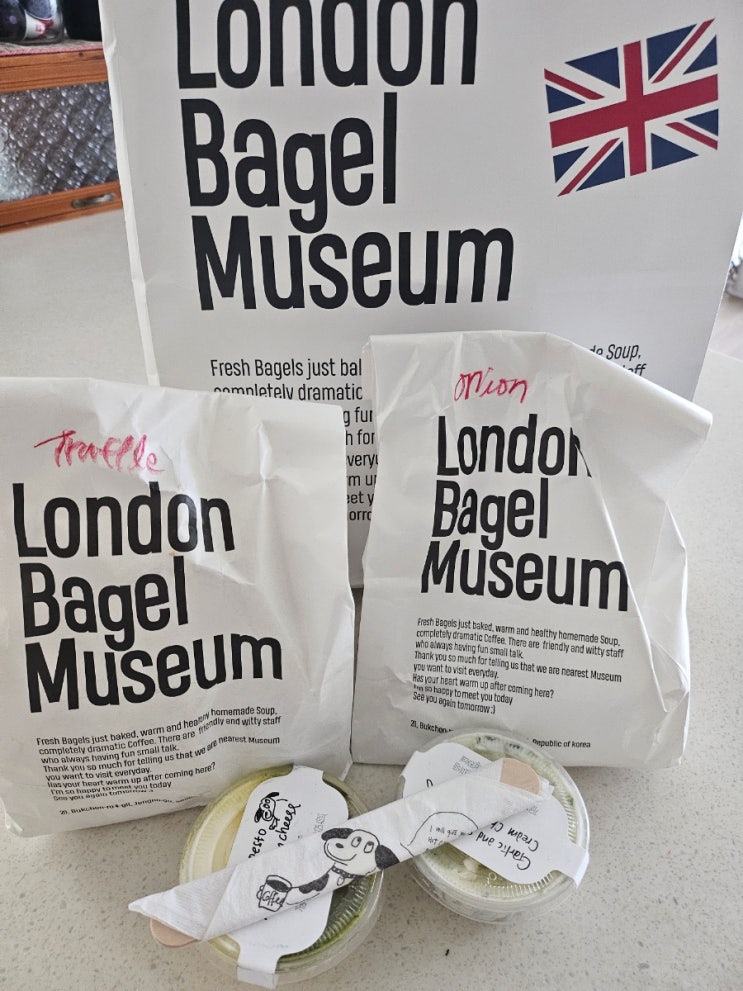 London
Bagel
Museum
Fresh Bagels just
de Soup,
completely dramatic
Truffle
London
Bagel
Museum
Fresh Bagels just baked, warm and healthy homemade Soup,
completely dramatic Coffee. There are friendly and witty staff
who always having fun small talk.
Thank you so much for telling us that we are nearest Museum
you want to visit everyday.
Has your heart warm up after coming here?
I'm so happy to meet you today
See you again tomorrow :)
Onion
London
Bagel
Museum
Fresh Bagels just baked, warm and healthy homemade Soup,
completely dramatic Coffee. There are friendly and witty staff
who always having fun small talk.
Thank you so much for telling us that we are nearest Museum
you want to visit everyday.
Has your heart warm up after coming here?
I'm so happy to meet you today
See you again tomorrow :)
Republic of korea
esto
cheese
Coffee
Garlic and
Cream Ch